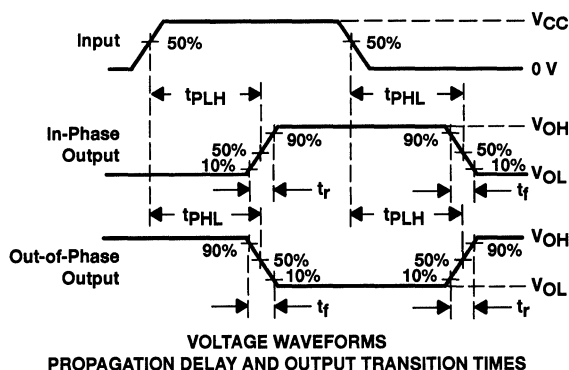 VCC
Input
50%
50%
0 V
tPLH
tPHL
VOH
In-Phase
Output
50%
10%
90%
90%
50%
10%
VOL
tr
tf
tPHL
tPLH
VOH
Out-of-Phase
Output
90%
50%
10%
50%
10%
90%
VOL
tf
tr
VOLTAGE WAVEFORMS
PROPAGATION DELAY AND OUTPUT TRANSITION TIMES